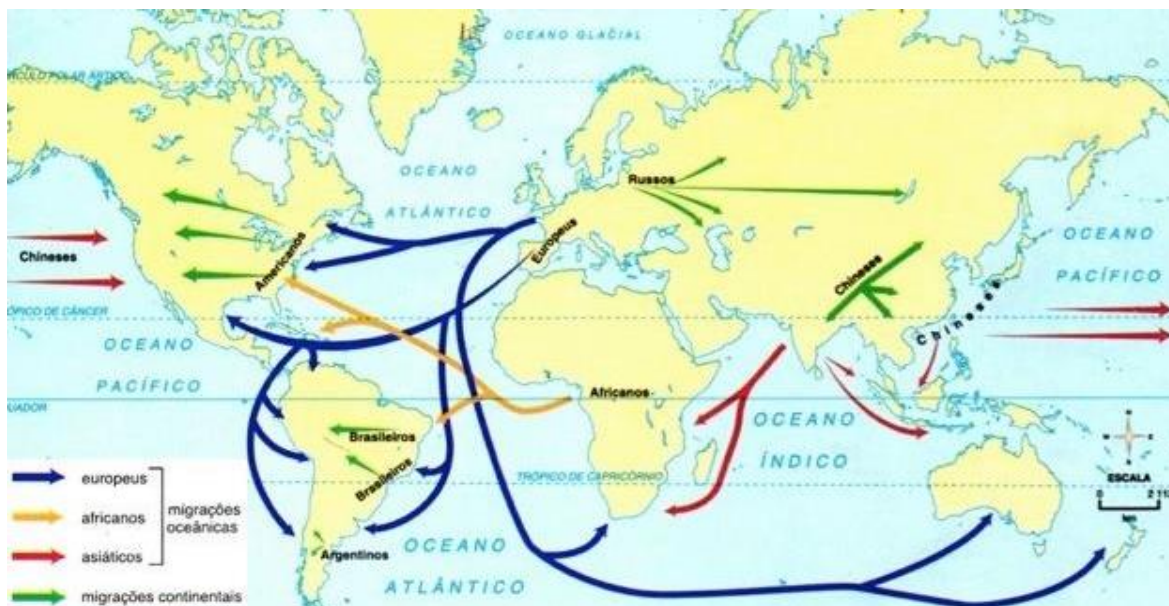 OCEANO GLACIAL
CÍRCULO POLAR ÁRTICO
OCEANO
ATLÂNTICO
Russos
Europeus
Americanos
Chineses
Chineses
Chineses
OCEANO
PACÍFICO
TRÓPICO DE CÂNCER
OCEANO
PACÍFICO
Africanos
EQUADOR
OCEANO
ÍNDICO
Brasileiros
Brasileiros
TRÓPICO DE CAPRICÓRNIO
Argentinos
OCEANO
ATLÂNTICO
N
ESCALA
0
km
europeus
africanos
asiáticos
migrações
oceânicas
migrações continentais